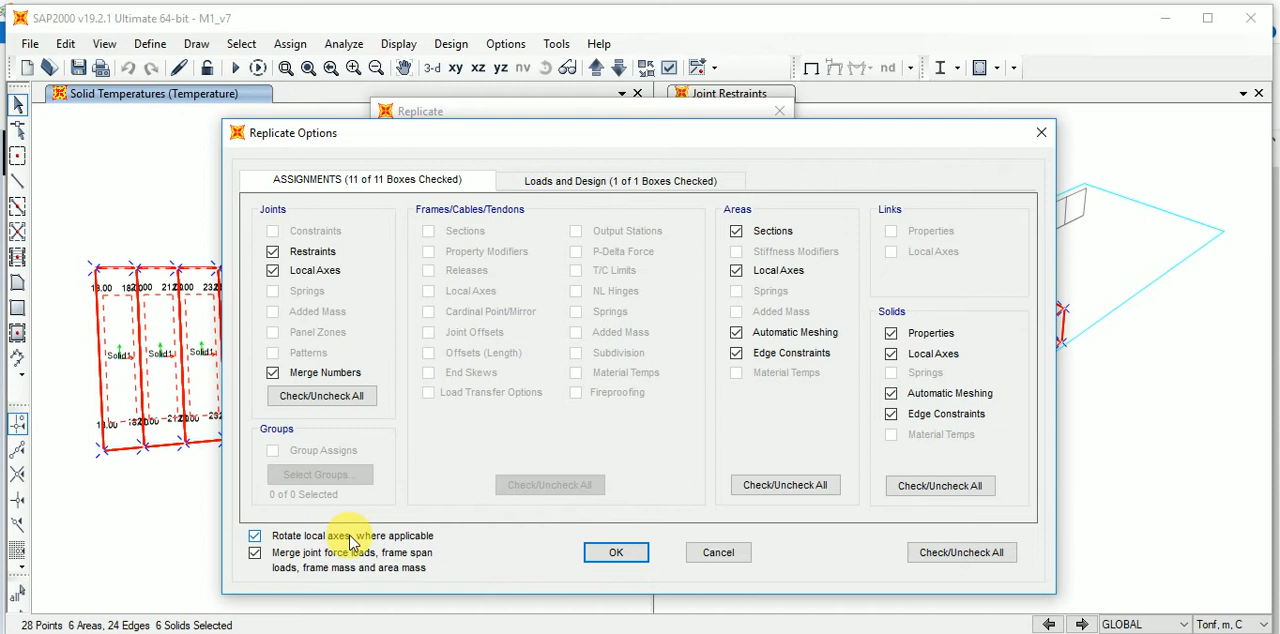 SAP2000 v19.2.1 Ultimate 64-bit - M1_v7
File Edit View Define Draw Select Assign Analyze Display Design Options Tools Help
3-d xy xz yz nv nd
Solid Temperatures (Temperature)
Joint Restraints
Replicate
Replicate Options
ASSIGNMENTS (11 of 11 Boxes Checked)
Loads and Design (1 of 1 Boxes Checked)
Joints
Constraints
Restraints
Local Axes
Springs
Added Mass
Panel Zones
Patterns
Merge Numbers
Check/Uncheck All
Groups
Group Assigns
Select Groups...
0 of 0 Selected
Frames/Cables/Tendons
Sections
Property Modifiers
Releases
Local Axes
Cardinal Point/Mirror
Joint Offsets
Offsets (Length)
End Skews
Load Transfer Options
Output Stations
P-Delta Force
T/C Limits
NL Hinges
Springs
Added Mass
Subdivision
Material Temps
Fireproofing
Check/Uncheck All
Areas
Sections
Stiffness Modifiers
Local Axes
Springs
Added Mass
Automatic Meshing
Edge Constraints
Material Temps
Check/Uncheck All
Links
Properties
Local Axes
Solids
Properties
Local Axes
Springs
Automatic Meshing
Edge Constraints
Material Temps
Check/Uncheck All
Rotate local axes, where applicable
Merge joint force loads, frame span
loads, frame mass and area mass
OK
Cancel
Check/Uncheck All
Solid1 Solid1 Solid1
28 Points 6 Areas, 24 Edges 6 Solids Selected
GLOBAL
Tonf, m, C